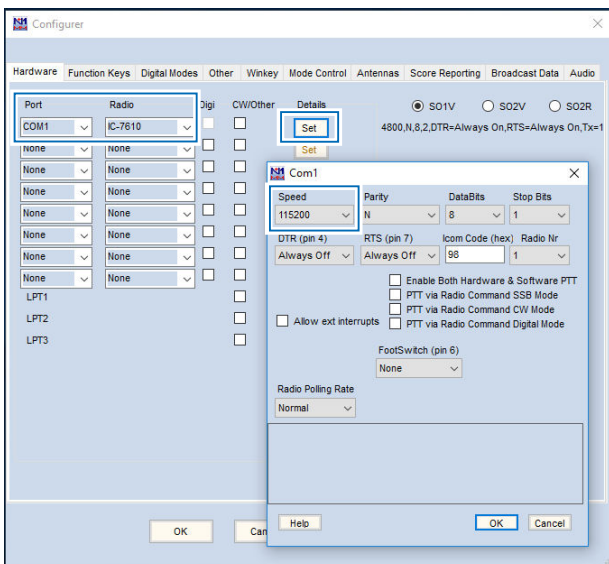 Configurer
Hardware Function Keys Digital Modes Other Winkey Mode Control Antennas Score Reporting Broadcast Data Audio
Port Radio Digi CW/Other Details SO1V SO2V SO2R
COM1 IC-7610 Set 4800,N,8,2,DTR=Always On,RTS=Always On,Tx=1
None None Set
None None
None None
None None
None None
None None
None None
LPT1
LPT2
LPT3
OK
Com1
Speed Parity DataBits Stop Bits
115200 N 8 1
DTR (pin 4) RTS (pin 7) Icom Code (hex) Radio Nr
Always Off Always Off 98 1
Enable Both Hardware & Software PTT
PTT via Radio Command SSB Mode
PTT via Radio Command CW Mode
Allow ext interrupts PTT via Radio Command Digital Mode
FootSwitch (pin 6)
None
Radio Polling Rate
Normal
Help OK Cancel